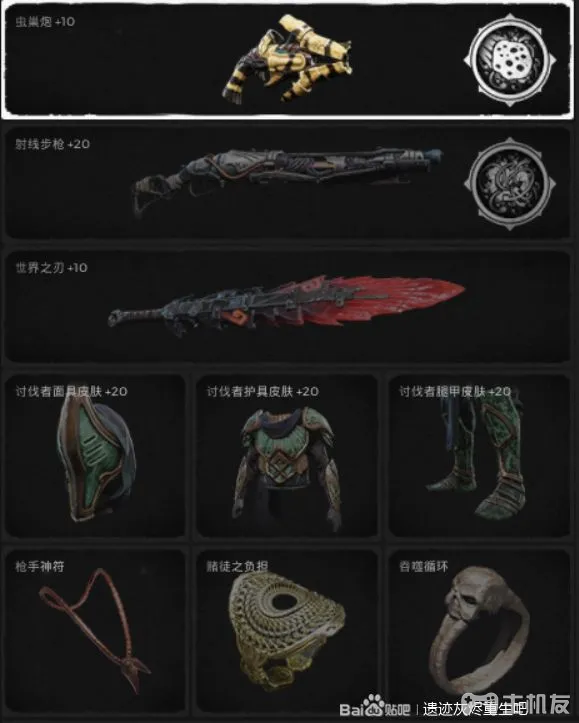 虫巢炮 +10
射线步枪 +20
世界之刃 +10
讨伐者面具皮肤 +20 讨伐者护具皮肤 +20 讨伐者腿甲皮肤 +20
枪手神符 赌徒之负担 吞噬循环
Bai 贴吧 | 遗迹灰烬重生吧
主机友